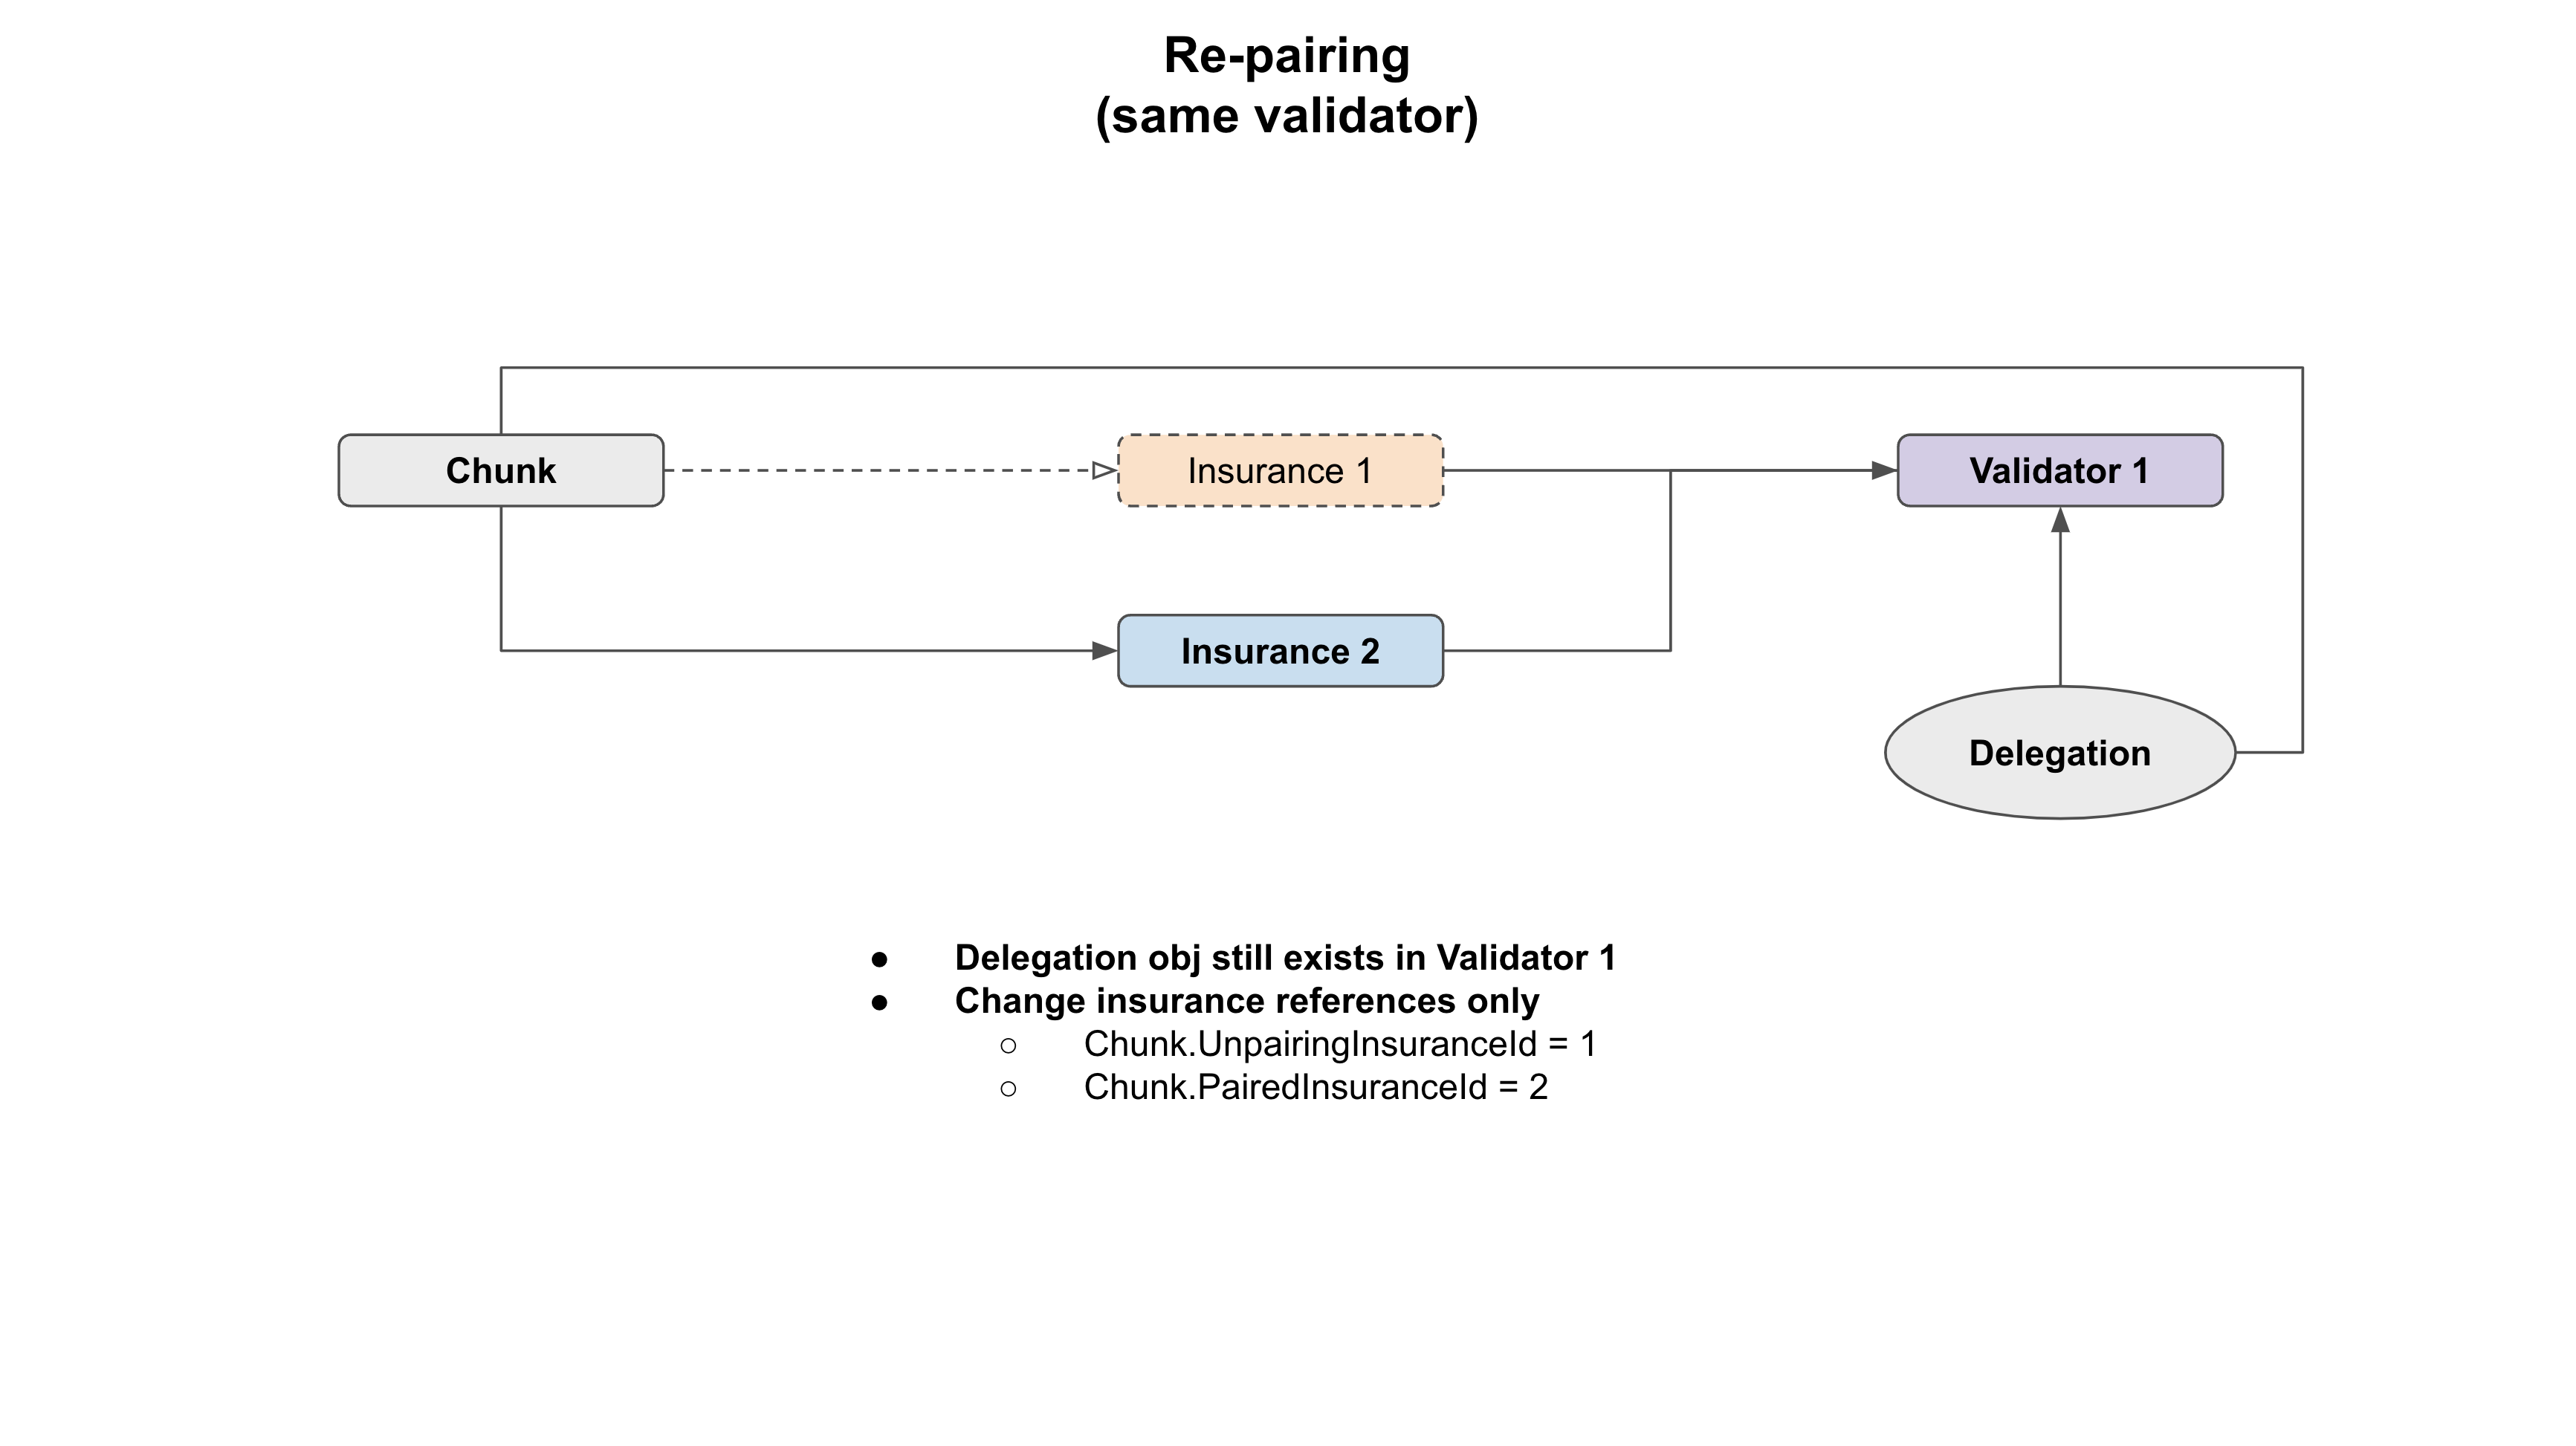 Re-pairing
(same validator)
Chunk
Insurance 1
Validator 1
Insurance 2
Delegation
● Delegation obj still exists in Validator 1
● Change insurance references only
○ Chunk.UnpairingInsuranceId = 1
○ Chunk.PairedInsuranceId = 2